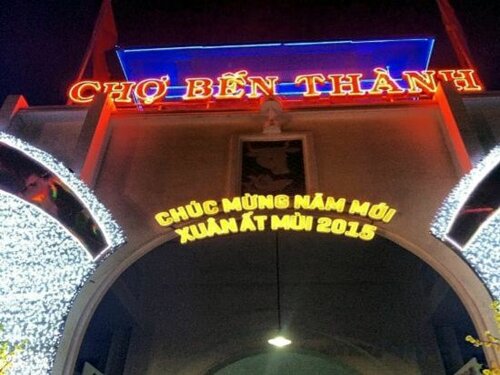 CHỢ BẾN THÀNH
CHÚC MỪNG NĂM MỚI
XUÂN ẤT MÙI 2015